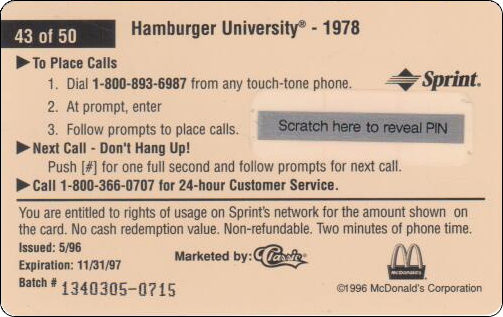 43 of 50
Hamburger University® - 1978
▶To Place Calls
1. Dial 1-800-893-6987 from any touch-tone phone.
Sprint.
2. At prompt, enter
3. Follow prompts to place calls.
Scratch here to reveal PIN
▶Next Call - Don't Hang Up!
Push [#] for one full second and follow prompts for next call.
▶Call 1-800-366-0707 for 24-hour Customer Service.
You are entitled to rights of usage on Sprint's network for the amount shown on
the card. No cash redemption value. Non-refundable. Two minutes of phone time.
Issued: 5/96
Expiration: 11/31/97
Batch # 1340305-0715
Marketed by: Classic
McDONALD'S
©1996 McDonald's Corporation